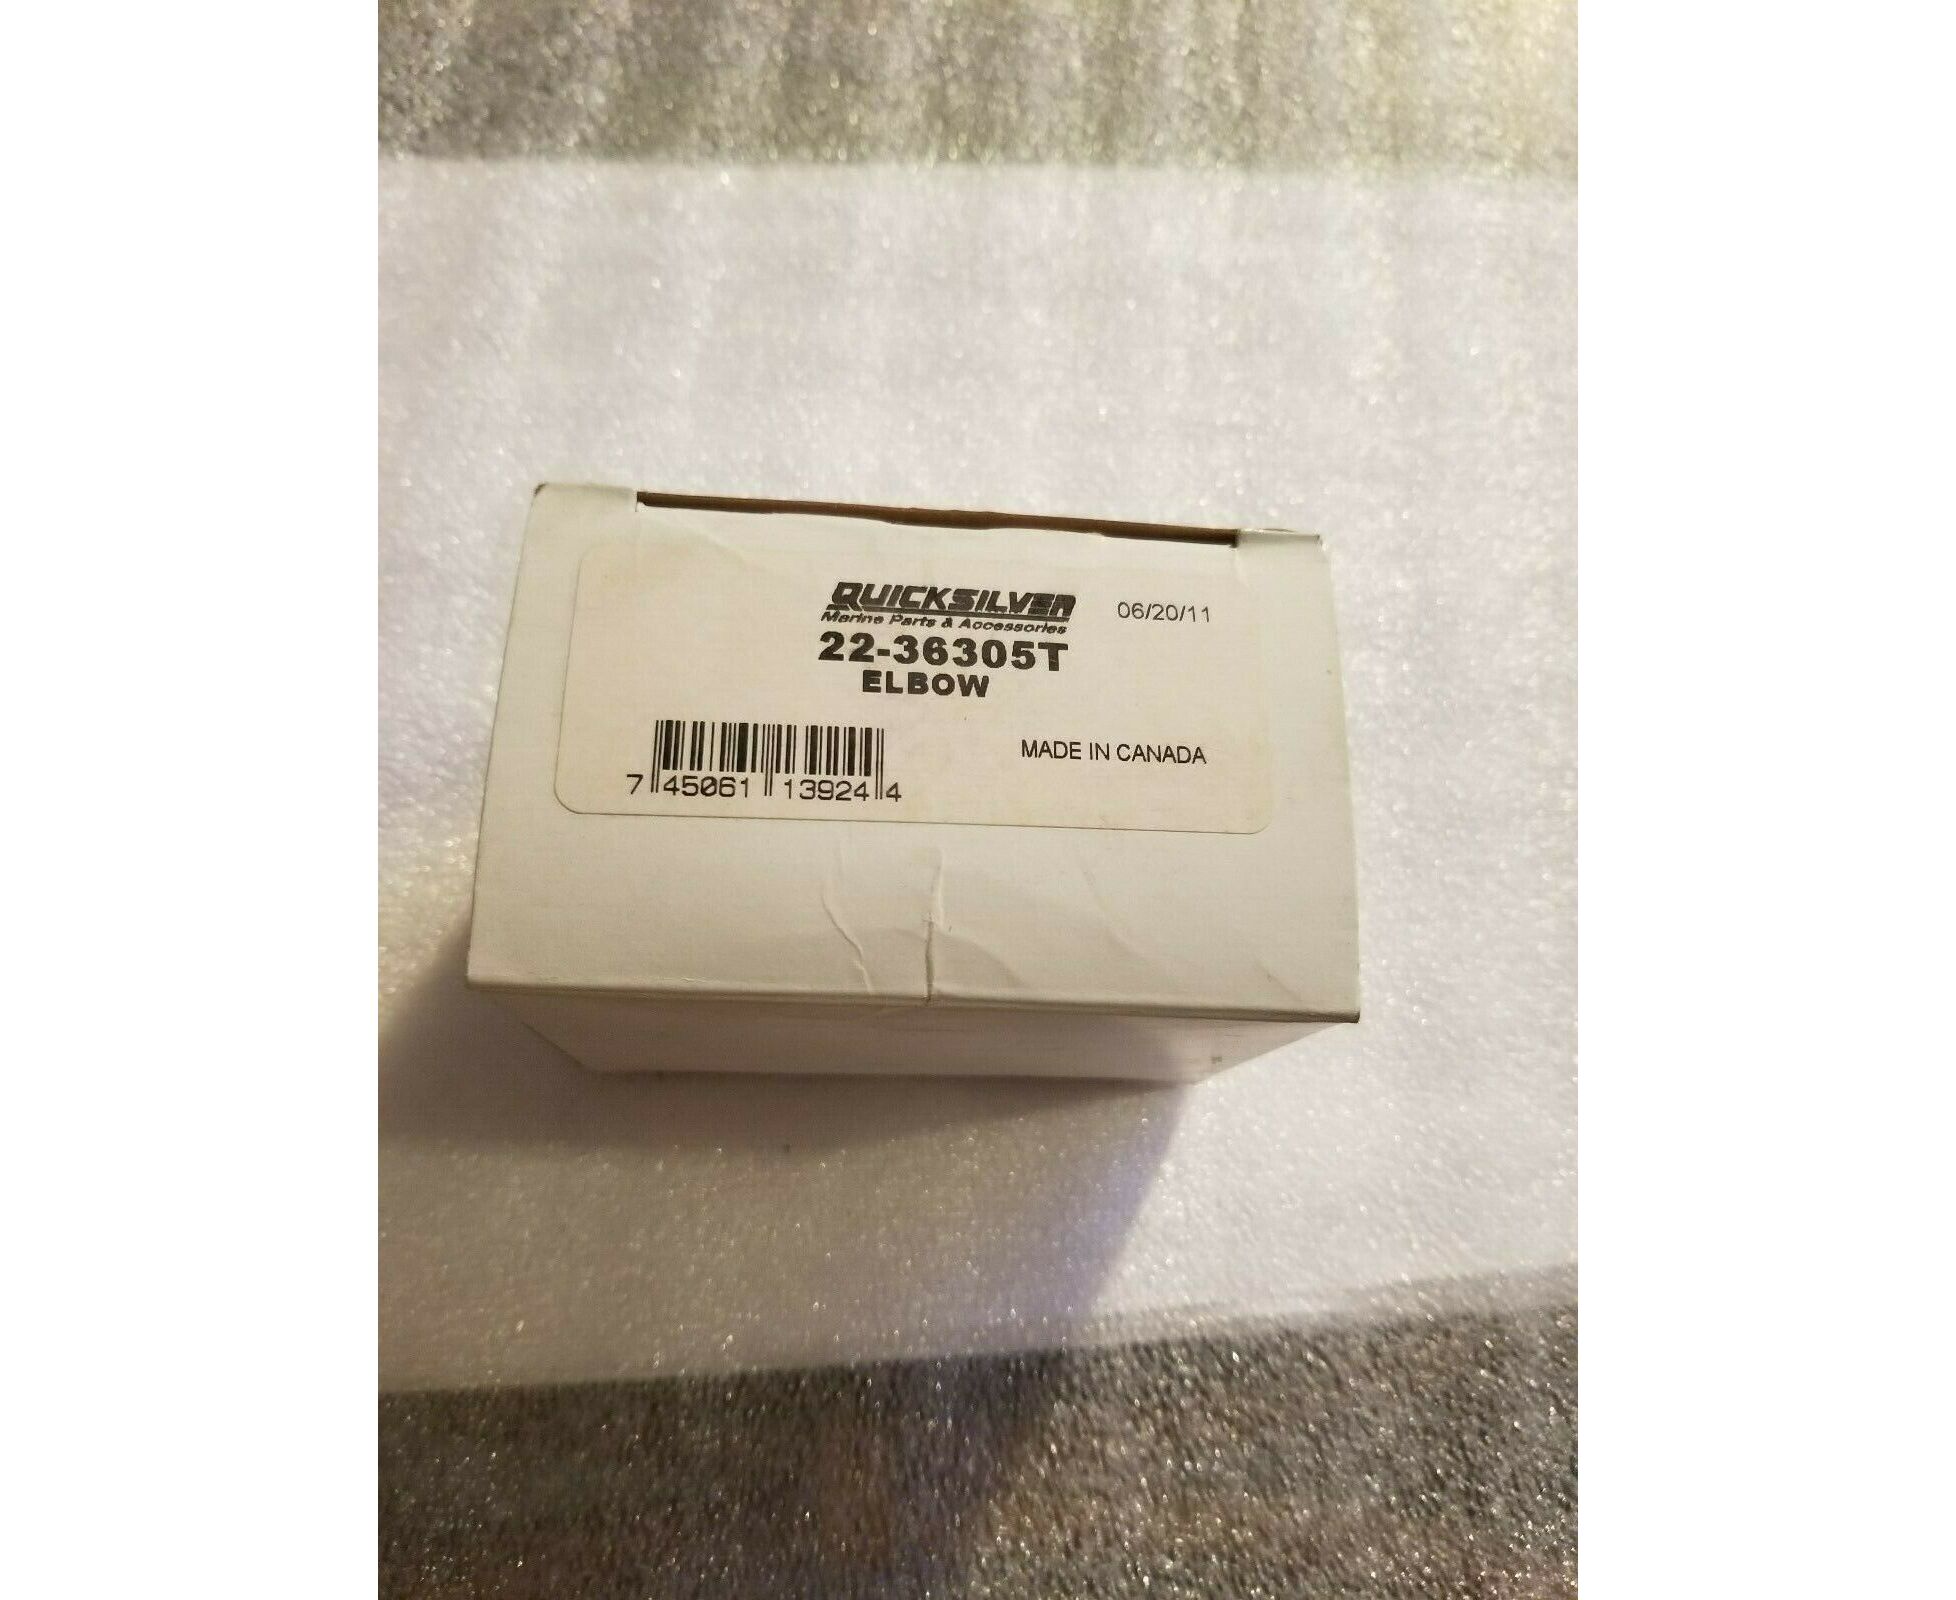 QUICKSILVER
Marine Parts & Accessories
06/20/11
22-36305T
ELBOW
MADE IN CANADA
7 45061 13924 4